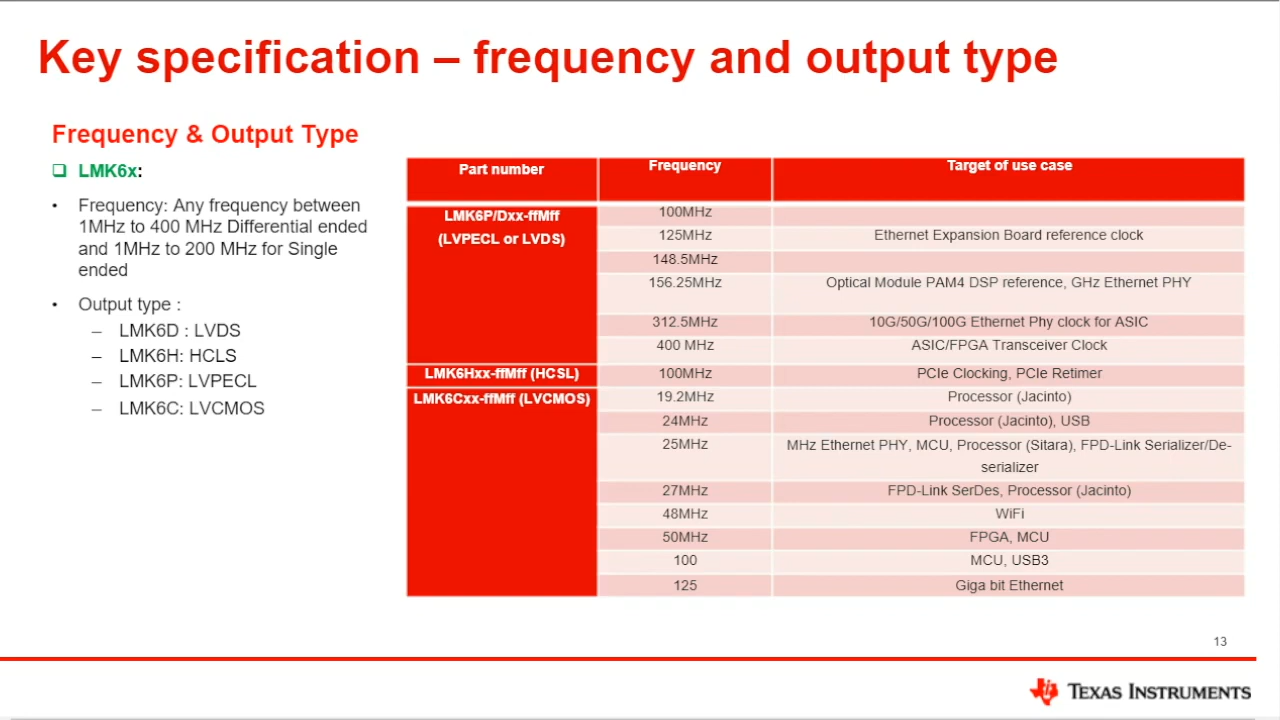 Key specification – frequency and output type
Frequency & Output Type
❑ LMK6x:
• Frequency: Any frequency between
1MHz to 400 MHz Differential ended
and 1MHz to 200 MHz for Single
ended
• Output type :
– LMK6D : LVDS
– LMK6H: HCLS
– LMK6P: LVPECL
– LMK6C: LVCMOS
Part number Frequency Target of use case
LMK6P/Dxx-ffMff
(LVPECL or LVDS)
100MHz
125MHz Ethernet Expansion Board reference clock
148.5MHz
156.25MHz Optical Module PAM4 DSP reference, GHz Ethernet PHY
312.5MHz 10G/50G/100G Ethernet Phy clock for ASIC
400 MHz ASIC/FPGA Transceiver Clock
LMK6Hxx-ffMff (HCSL) 100MHz PCIe Clocking, PCIe Retimer
LMK6Cxx-ffMff (LVCMOS) 19.2MHz Processor (Jacinto)
24MHz Processor (Jacinto), USB
25MHz MHz Ethernet PHY, MCU, Processor (Sitara), FPD-Link Serializer/De-
serializer
27MHz FPD-Link SerDes, Processor (Jacinto)
48MHz WiFi
50MHz FPGA, MCU
100 MCU, USB3
125 Giga bit Ethernet
13
TEXAS INSTRUMENTS